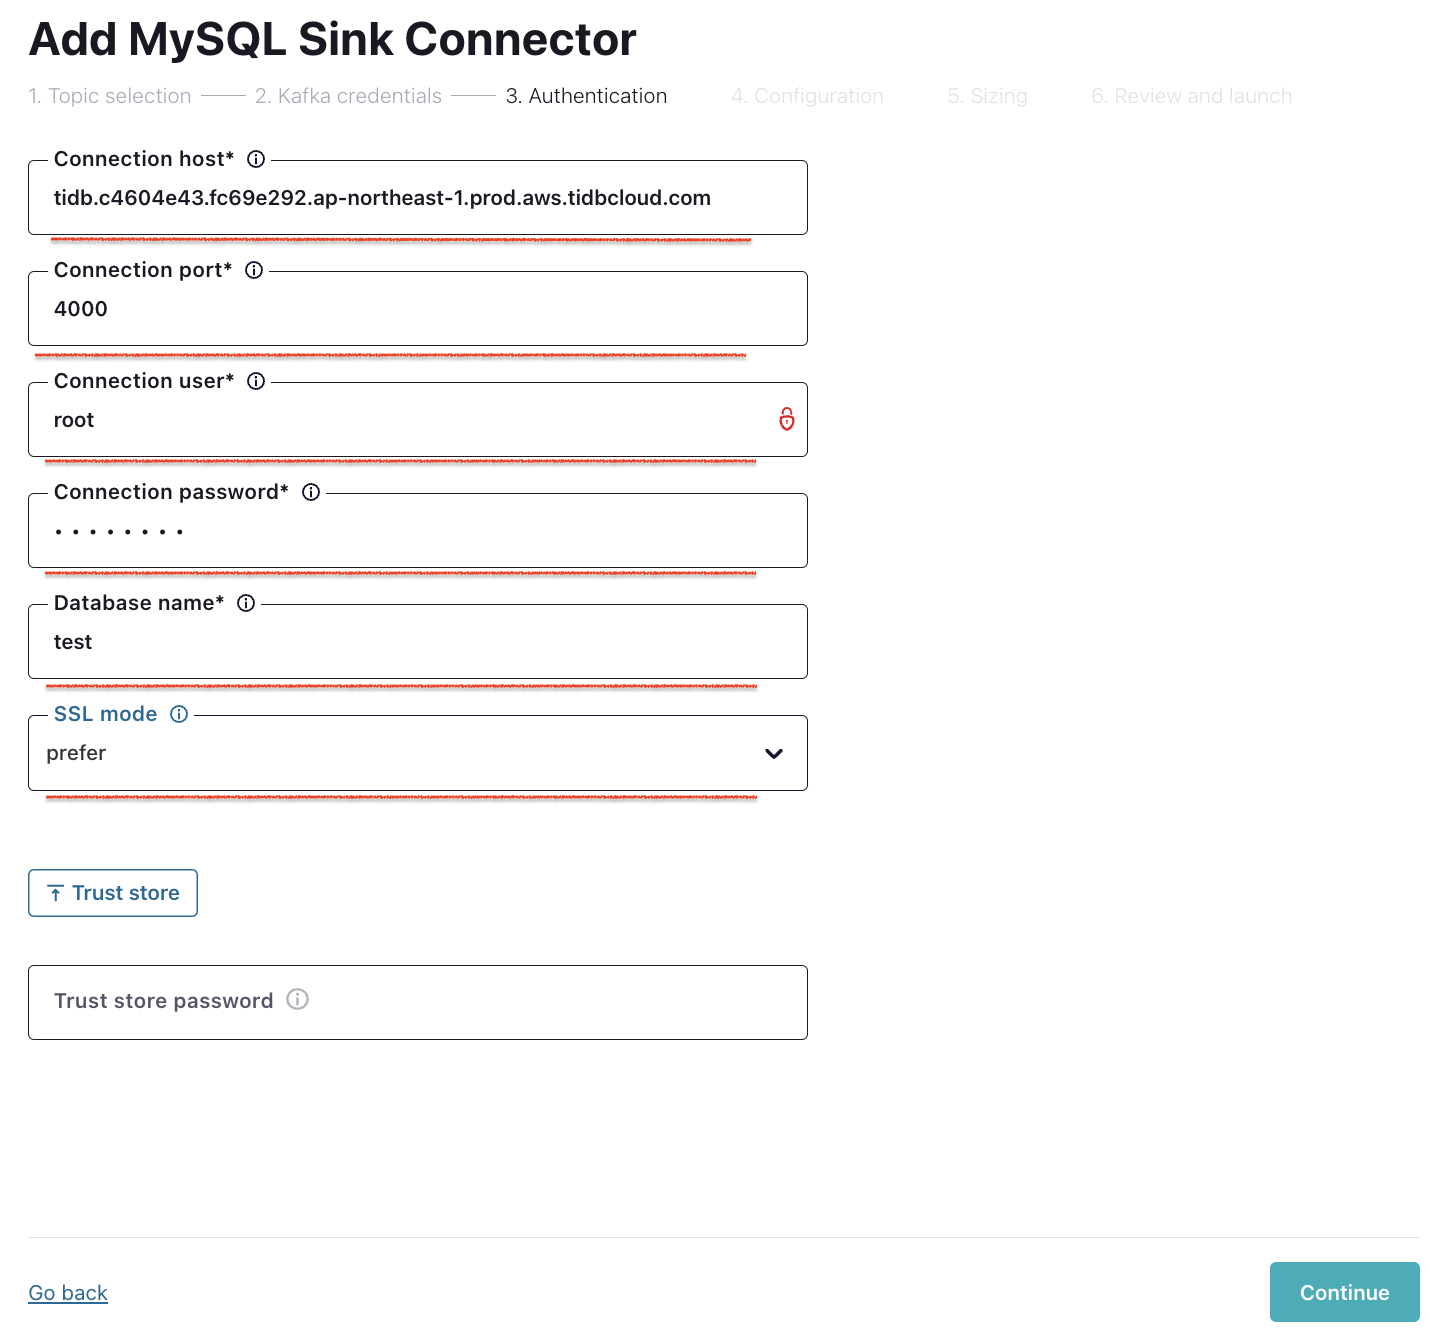 Add MySQL Sink Connector
1. Topic selection 2. Kafka credentials 3. Authentication 4. Configuration 5. Sizing 6. Review and launch
Connection host*
tidb.c4604e43.fc69e292.ap-northeast-1.prod.aws.tidbcloud.com
Connection port*
4000
Connection user*
root
Connection password*
• • • • • • • •
Database name*
test
SSL mode
prefer
Trust store
Trust store password
Go back
Continue